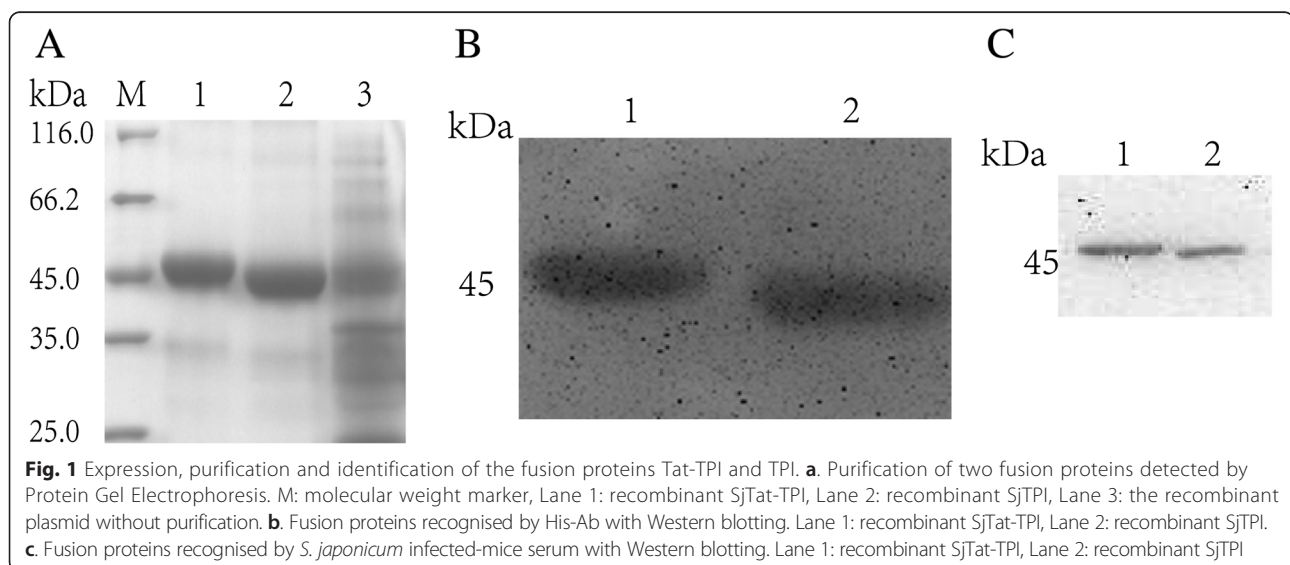 A
kDa M 1 2 3
116.0
66.2
45.0
35.0
25.0
B
kDa 1 2
45
C
kDa 1 2
45
Fig. 1 Expression, purification and identification of the fusion proteins Tat-TPI and TPI. a. Purification of two fusion proteins detected by
Protein Gel Electrophoresis. M: molecular weight marker, Lane 1: recombinant SjTat-TPI, Lane 2: recombinant SjTPI, Lane 3: the recombinant
plasmid without purification. b. Fusion proteins recognised by His-Ab with Western blotting. Lane 1: recombinant SjTat-TPI, Lane 2: recombinant SjTPI.
c. Fusion proteins recognised by S. japonicum infected-mice serum with Western blotting. Lane 1: recombinant SjTat-TPI, Lane 2: recombinant SjTPI